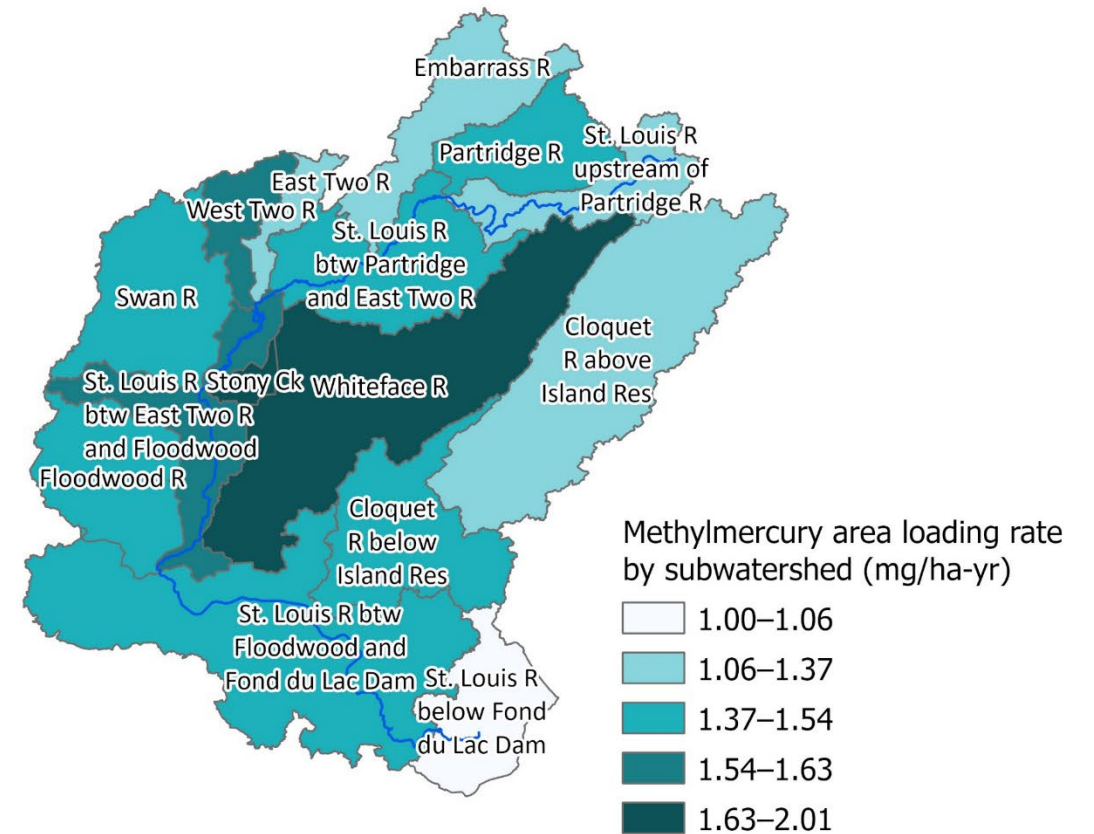 Embarrass R
Partridge R
St. Louis R
upstream of
Partridge R
East Two R
West Two R
St. Louis R
btw Partridge
and East Two R
Swan R
Cloquet
R above
Island Res
St. Louis R
btw East Two R
and Floodwood
Stony Ck
Whiteface R
Floodwood R
Cloquet
R below
Island Res
St. Louis R btw
Floodwood and
Fond du Lac Dam
St. Louis R
below Fond
du Lac Dam
Methylmercury area loading rate
by subwatershed (mg/ha-yr)
1.00–1.06
1.06–1.37
1.37–1.54
1.54–1.63
1.63–2.01